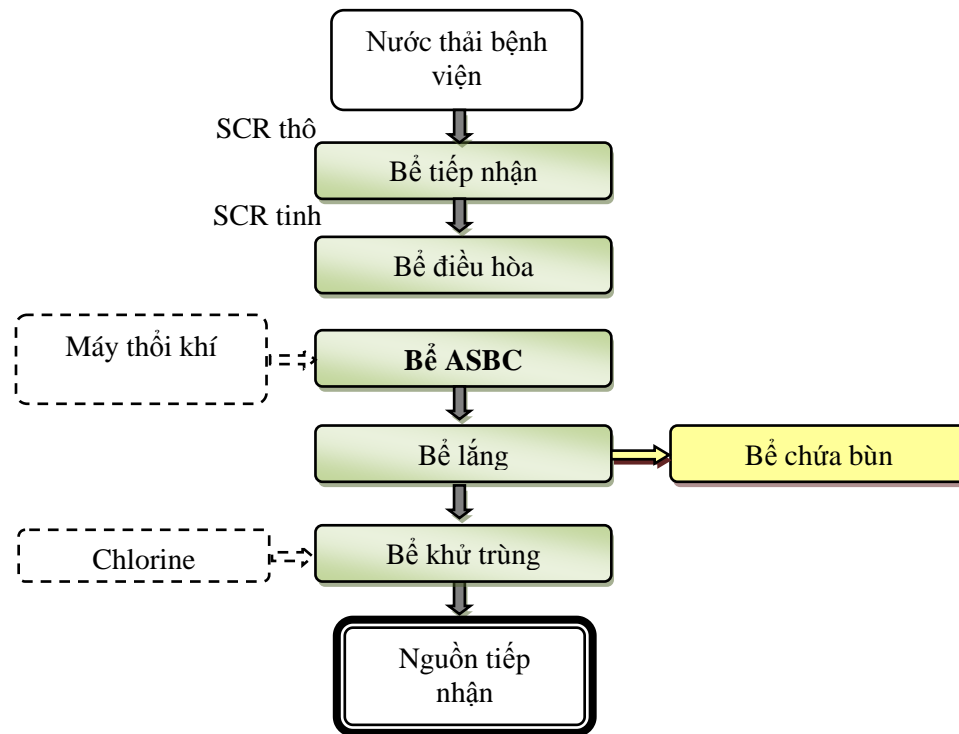 Nước thải bệnh
viện
SCR thô
Bể tiếp nhận
SCR tinh
Bể điều hòa
Máy thổi khí
Bể ASBC
Bể lắng
Bể chứa bùn
Chlorine
Bể khử trùng
Nguồn tiếp
nhận